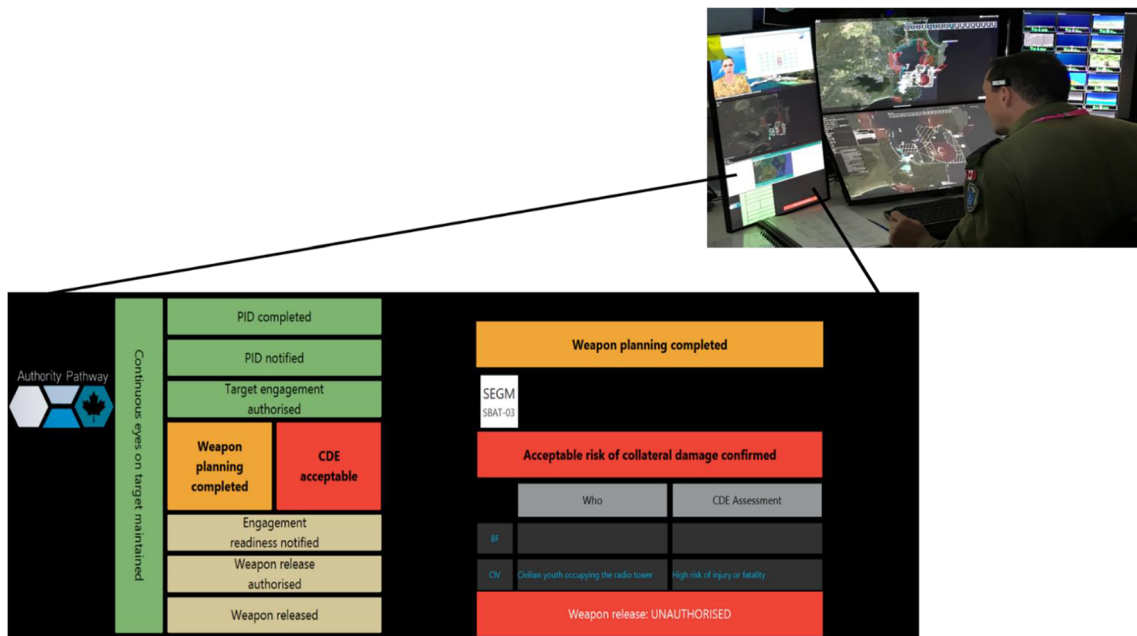 Authority Pathway
Continuous eyes on target maintained
PID completed
PID notified
Target engagement
authorised
Weapon
planning
completed
CDE
acceptable
Engagement
readiness notified
Weapon release
authorised
Weapon released
Weapon planning completed
SEGM
SBAT-03
Acceptable risk of collateral damage confirmed
Who
CDE Assessment
BF
CIV
Civilian youth occupying the radio tower
High risk of injury or fatality
Weapon release: UNAUTHORISED